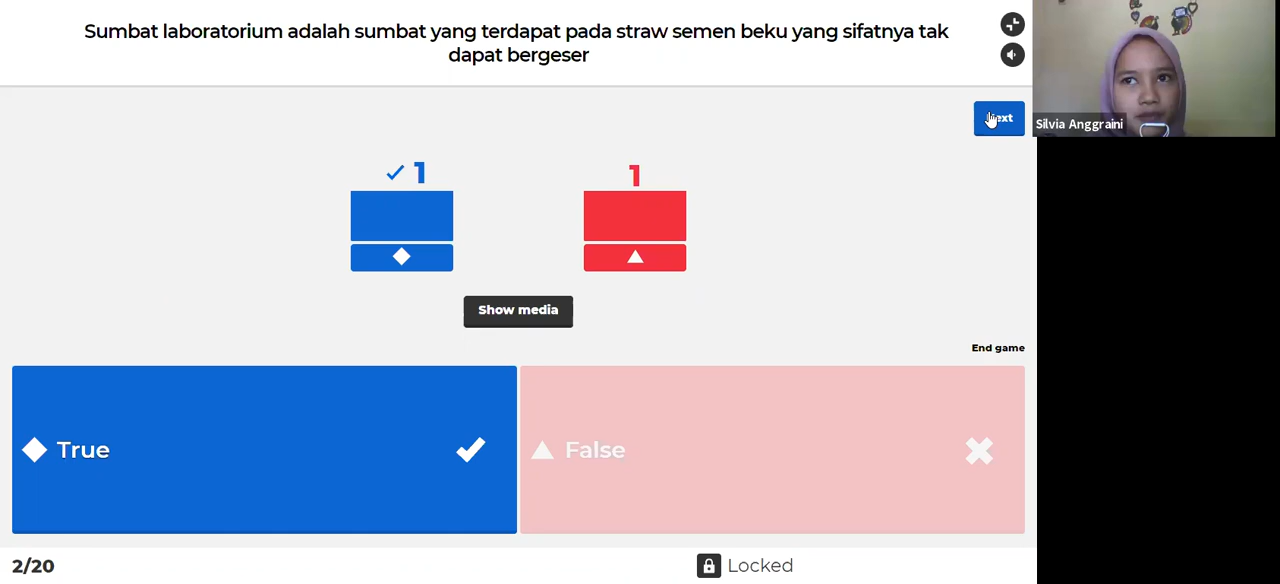 Sumbat laboratorium adalah sumbat yang terdapat pada straw semen beku yang sifatnya tak
dapat bergeser
Silvia Anggraini
1
1
Show media
End game
True
False
2/20
Locked